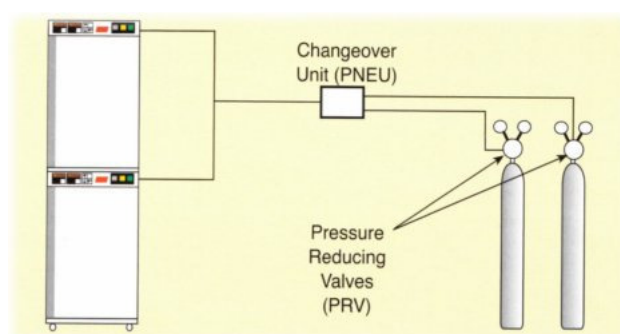 Changeover
Unit (PNEU)
Pressure
Reducing
Valves
(PRV)